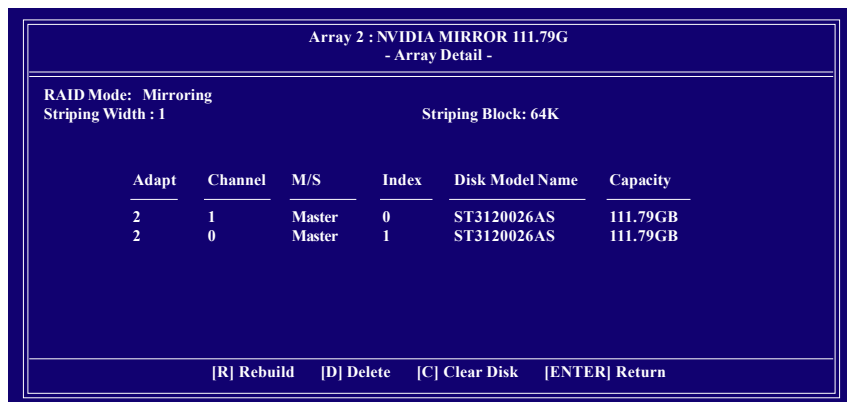 Array 2 : NVIDIA MIRROR 111.79G
- Array Detail -
RAID Mode: Mirroring
Striping Width : 1 Striping Block: 64K
Adapt Channel M/S Index Disk Model Name Capacity
2 1 Master 0 ST3120026AS 111.79GB
2 0 Master 1 ST3120026AS 111.79GB
[R] Rebuild [D] Delete [C] Clear Disk [ENTER] Return